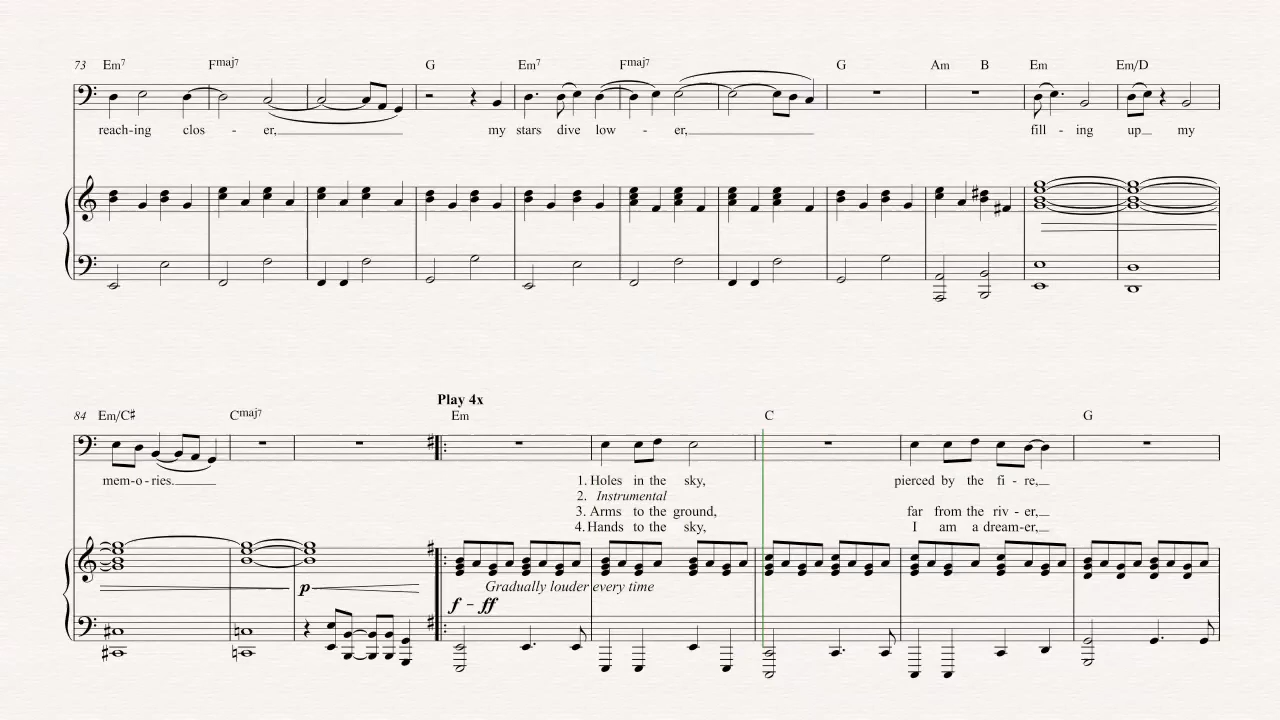 73 Em7 Fmaj7 G Em7 Fmaj7 G Am B Em Em/D
reach-ing clos - er, my stars dive low - er, fill - ing up my
Play 4x
84 Em/C♯ Cmaj7 Em C G
mem-o-ries. 1. Holes in the sky, pierced by the fi - re,
2. Instrumental
3. Arms to the ground, far from the riv - er,
4. Hands to the sky, I am a dream-er,
Gradually louder every time
p f – ff